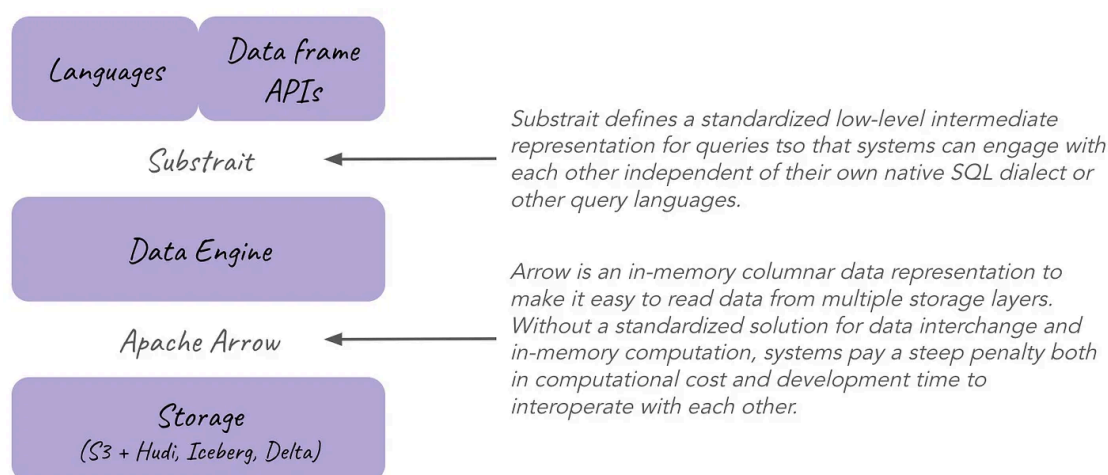 Languages
Data frame
APIs
Substrait
Substrait defines a standardized low-level intermediate
representation for queries tso that systems can engage with
each other independent of their own native SQL dialect or
other query languages.
Data Engine
Apache Arrow
Arrow is an in-memory columnar data representation to
make it easy to read data from multiple storage layers.
Without a standardized solution for data interchange and
in-memory computation, systems pay a steep penalty both
in computational cost and development time to
interoperate with each other.
Storage
(S3 + Hudi, Iceberg, Delta)